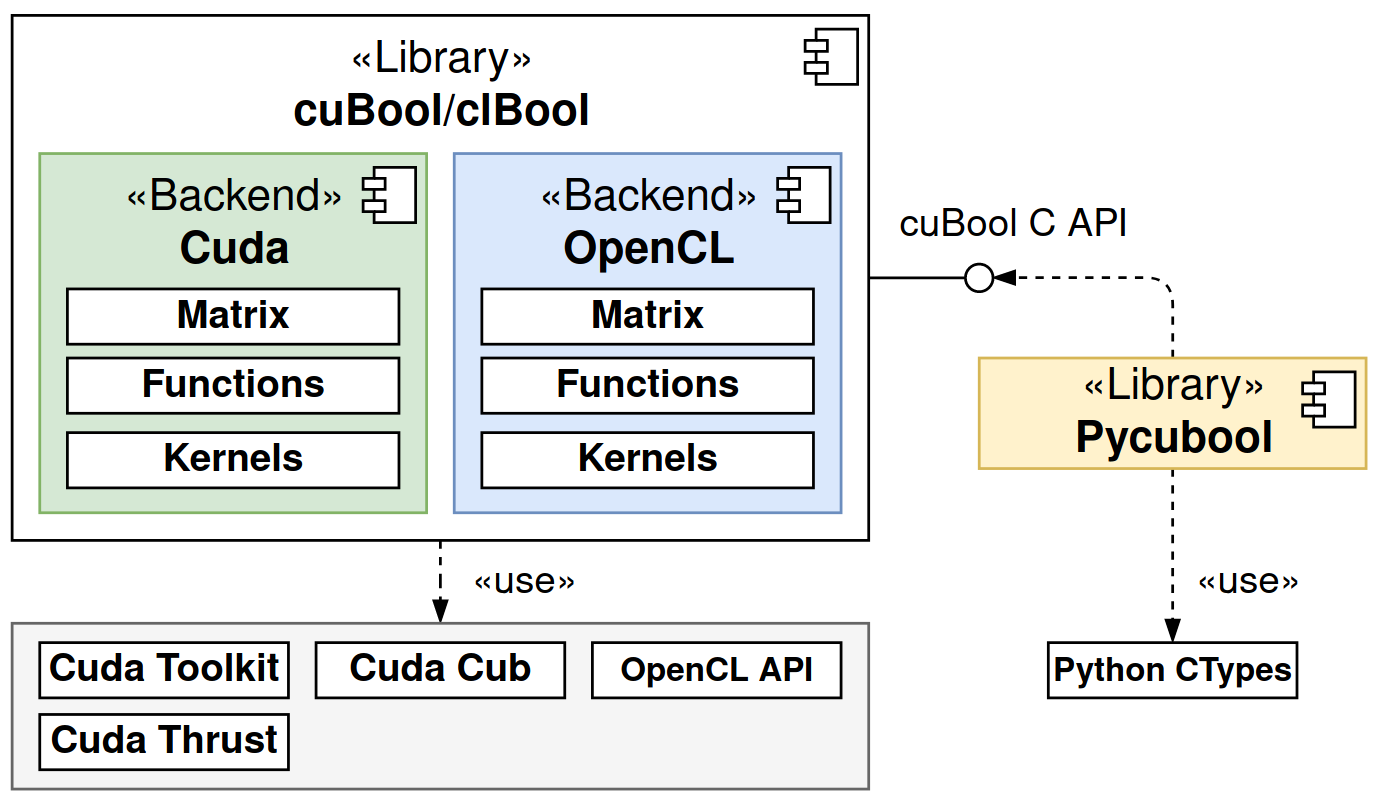 «Library»
cuBool/clBool
«Backend»
Cuda
Matrix
Functions
Kernels
«Backend»
OpenCL
Matrix
Functions
Kernels
cuBool C API
«Library»
Pycubool
«use»
«use»
Cuda Toolkit
Cuda Cub
OpenCL API
Cuda Thrust
Python CTypes